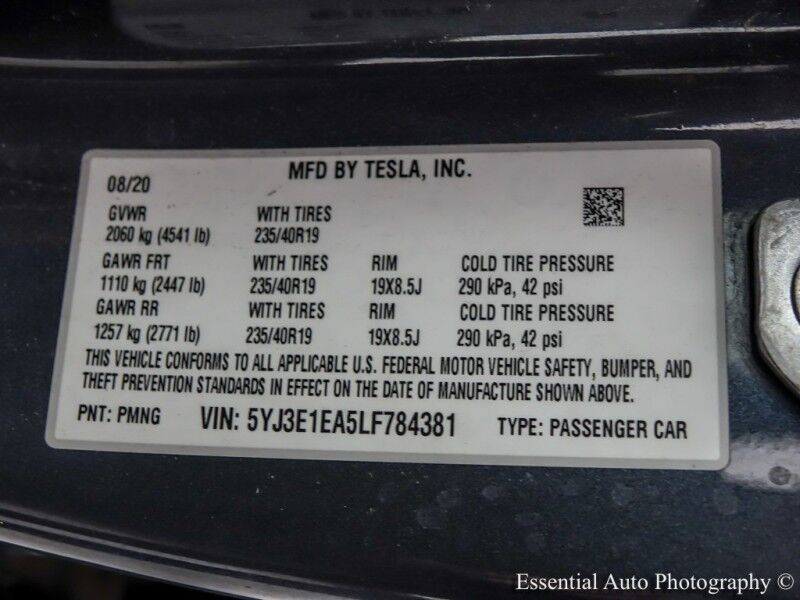 MFD BY TESLA, INC.
08/20
GVWR WITH TIRES
2060 kg (4541 lb) 235/40R19
GAWR FRT WITH TIRES RIM COLD TIRE PRESSURE
1110 kg (2447 lb) 235/40R19 19X8.5J 290 kPa, 42 psi
GAWR RR WITH TIRES RIM COLD TIRE PRESSURE
1257 kg (2771 lb) 235/40R19 19X8.5J 290 kPa, 42 psi
THIS VEHICLE CONFORMS TO ALL APPLICABLE U.S. FEDERAL MOTOR VEHICLE SAFETY, BUMPER, AND
THEFT PREVENTION STANDARDS IN EFFECT ON THE DATE OF MANUFACTURE SHOWN ABOVE.
PNT: PMNG VIN: 5YJ3E1EA5LF784381 TYPE: PASSENGER CAR
Essential Auto Photography ©